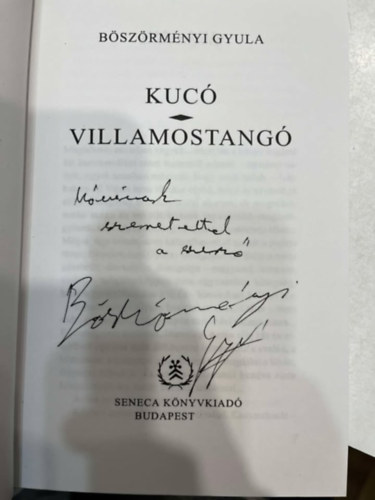 BÖSZÖRMÉNYI GYULA
KUCÓ
VILLAMOSTANGÓ
szeretettel
a szerző
Böszörményi
Gyula
SENECA KÖNYVKIADÓ
BUDAPEST